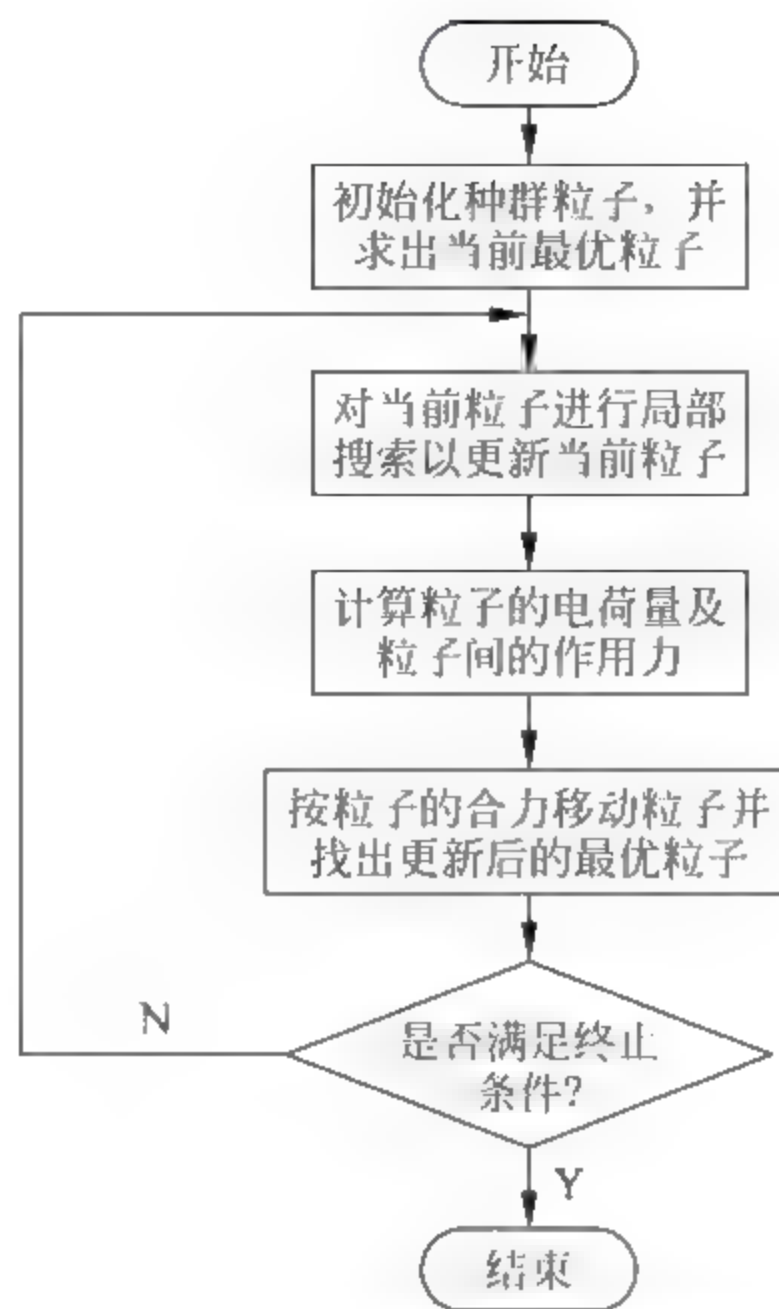 开始
初始化种群粒子，并
求出当前最优粒子
对当前粒子进行局部
搜索以更新当前粒子
计算粒子的电荷量及
粒子间的作用力
按粒子的合力移动粒子并
找出更新后的最优粒子
是否满足终止
条件?
N
Y
结束